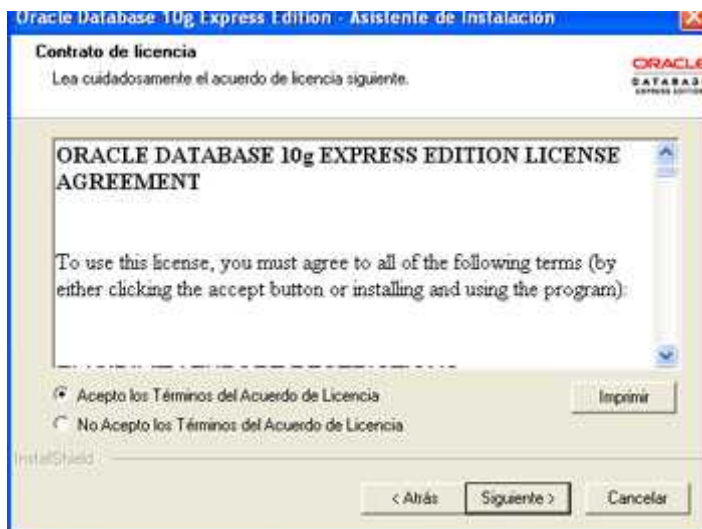 Oracle Database 10g Express Edition - Asistente de Instalación
Contrato de licencia
Lea cuidadosamente el acuerdo de licencia siguiente.
ORACLE
DATABASE
EXPRESS EDITION
ORACLE DATABASE 10g EXPRESS EDITION LICENSE
AGREEMENT
To use this license, you must agree to all of the following terms (by
either clicking the accept button or installing and using the program):
Acepto los Términos del Acuerdo de Licencia
Imprimir
No Acepto los Términos del Acuerdo de Licencia
InstallShield
< Atrás
Siguiente >
Cancelar